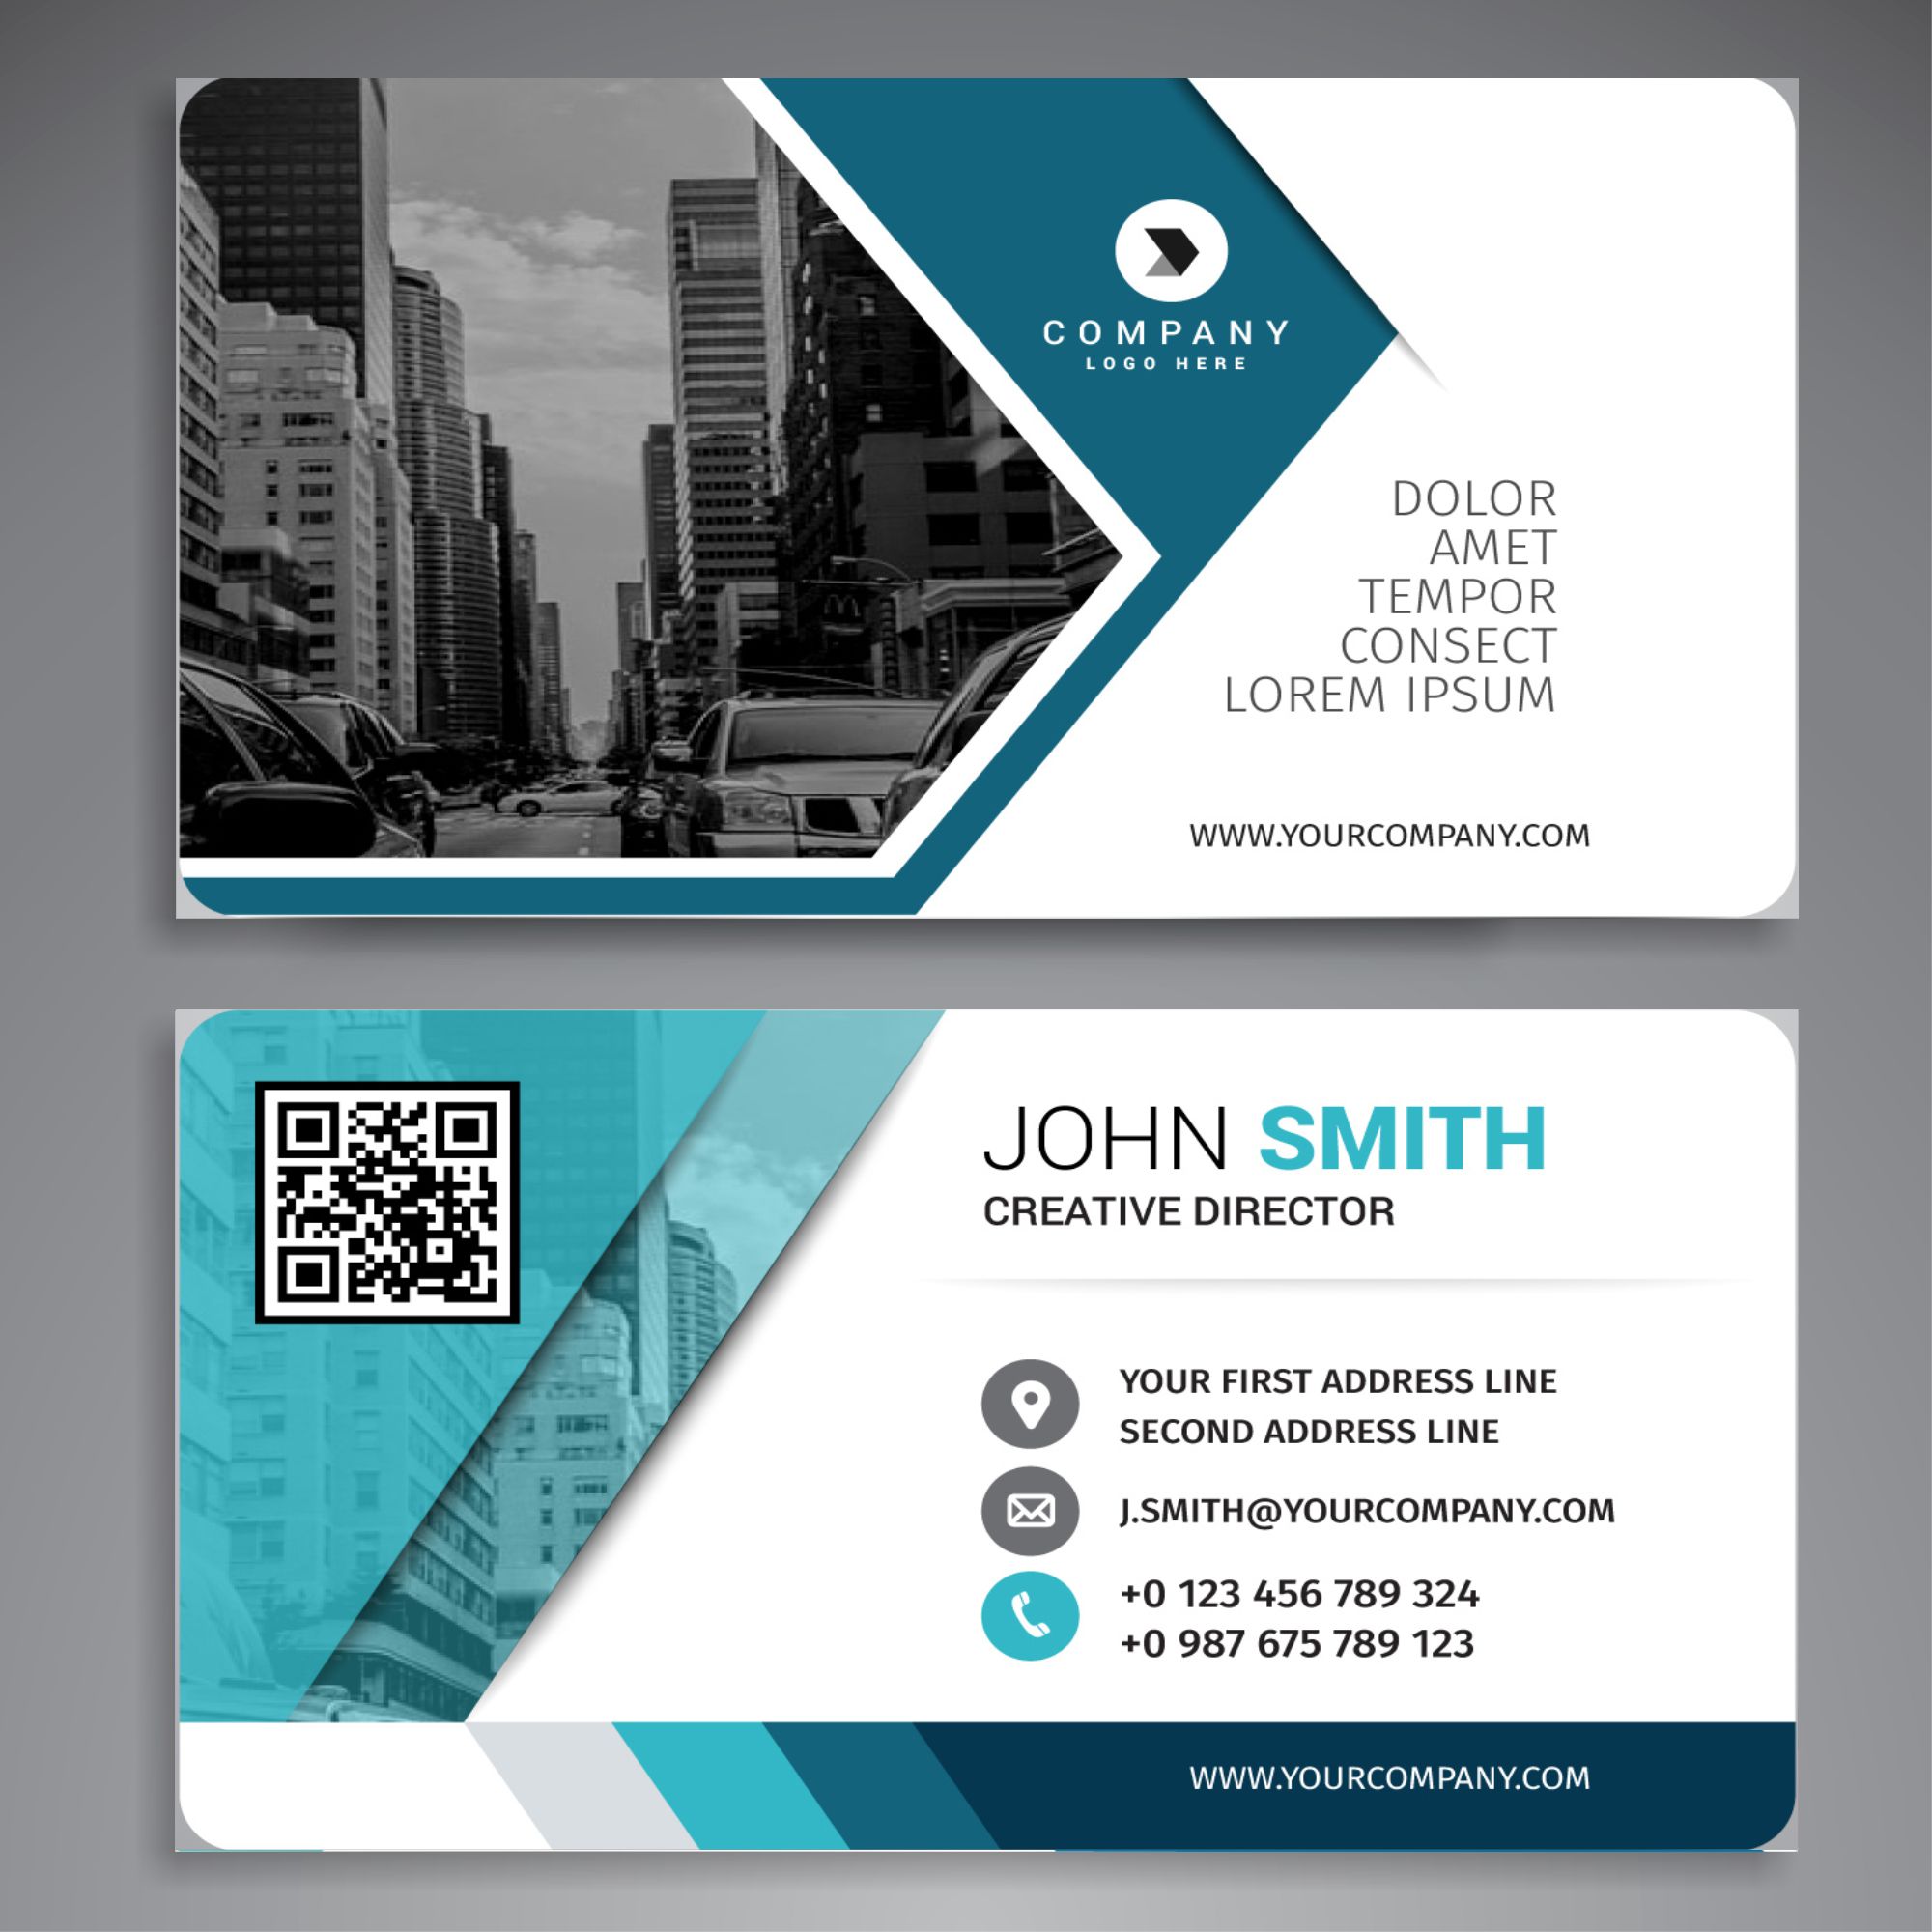 COMPANY
LOGO HERE
DOLOR
AMET
TEMPOR
CONSECT
LOREM IPSUM
WWW.YOURCOMPANY.COM
JOHN SMITH
CREATIVE DIRECTOR
YOUR FIRST ADDRESS LINE
SECOND ADDRESS LINE
J.SMITH@YOURCOMPANY.COM
+0 123 456 789 324
+0 987 675 789 123
WWW.YOURCOMPANY.COM